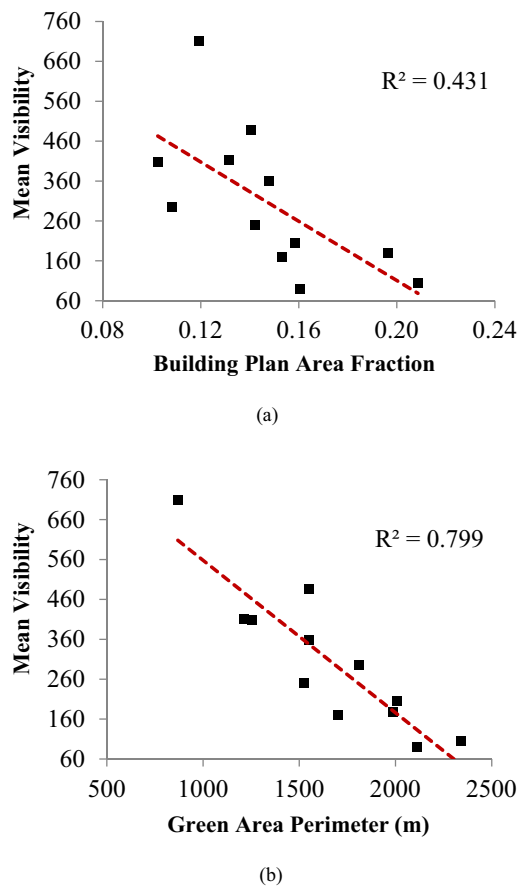 760
660
560
460
360
260
160
60
Mean Visibility
R² = 0.431
0.08 0.12 0.16 0.20 0.24
Building Plan Area Fraction
(a)
760
660
560
460
360
260
160
60
Mean Visibility
R² = 0.799
500 1000 1500 2000 2500
Green Area Perimeter (m)
(b)